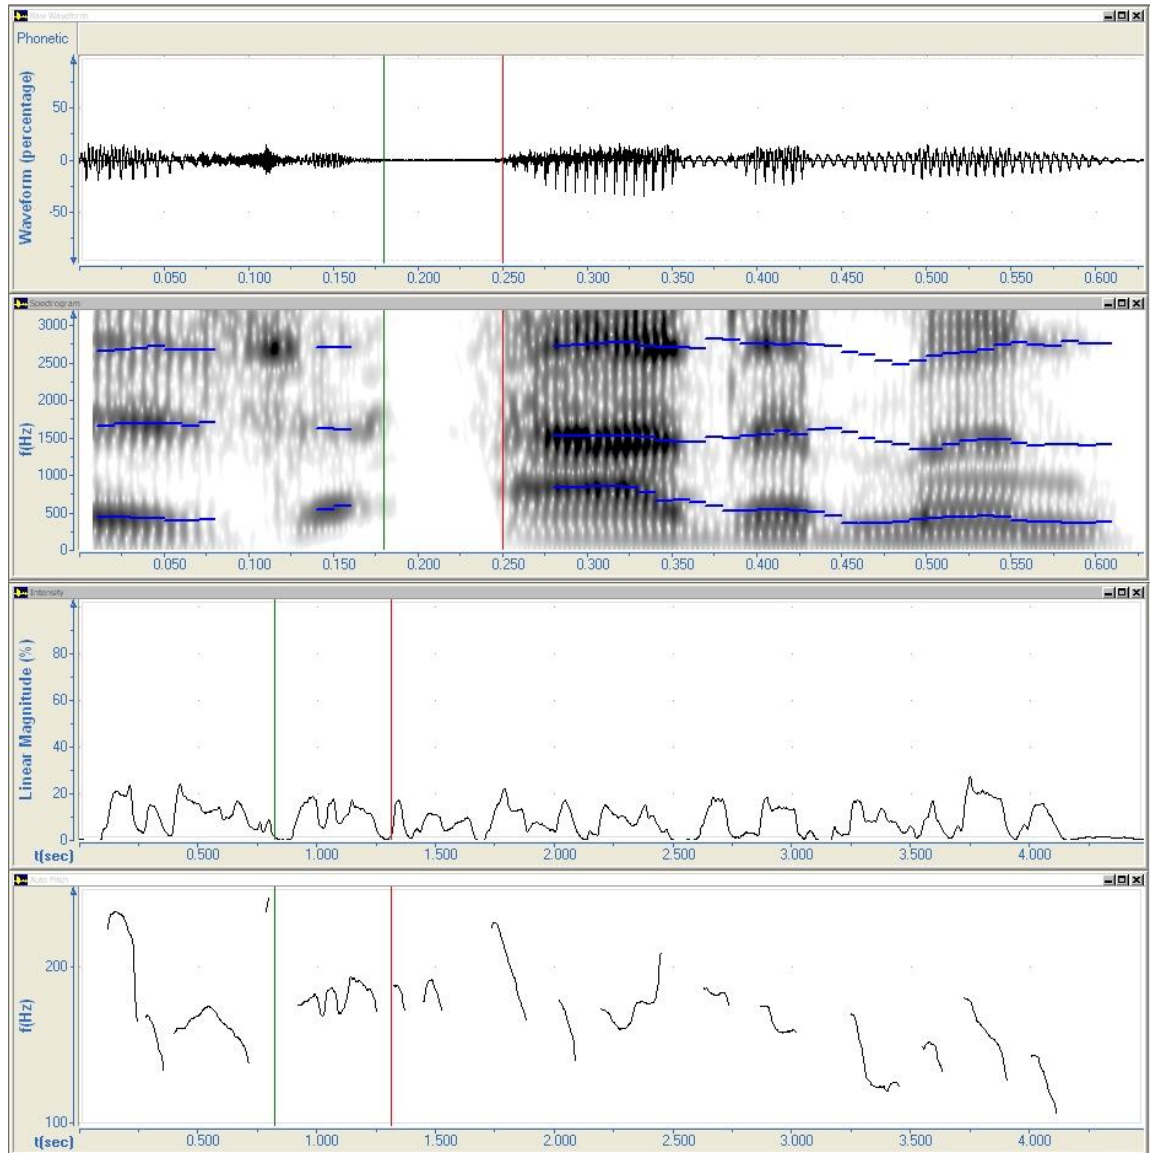 Raw Waveform
Phonetic
Waveform (percentage)
50
0
-50
0.050 0.100 0.150 0.200 0.250 0.300 0.350 0.400 0.450 0.500 0.550 0.600
Spectrogram
f(Hz)
3000
2500
2000
1500
1000
500
0
0.050 0.100 0.150 0.200 0.250 0.300 0.350 0.400 0.450 0.500 0.550 0.600
Intensity
Linear Magnitude (%)
80
60
40
20
0
t(sec) 0.500 1.000 1.500 2.000 2.500 3.000 3.500 4.000
Auto Pitch
f(Hz)
200
100
t(sec) 0.500 1.000 1.500 2.000 2.500 3.000 3.500 4.000